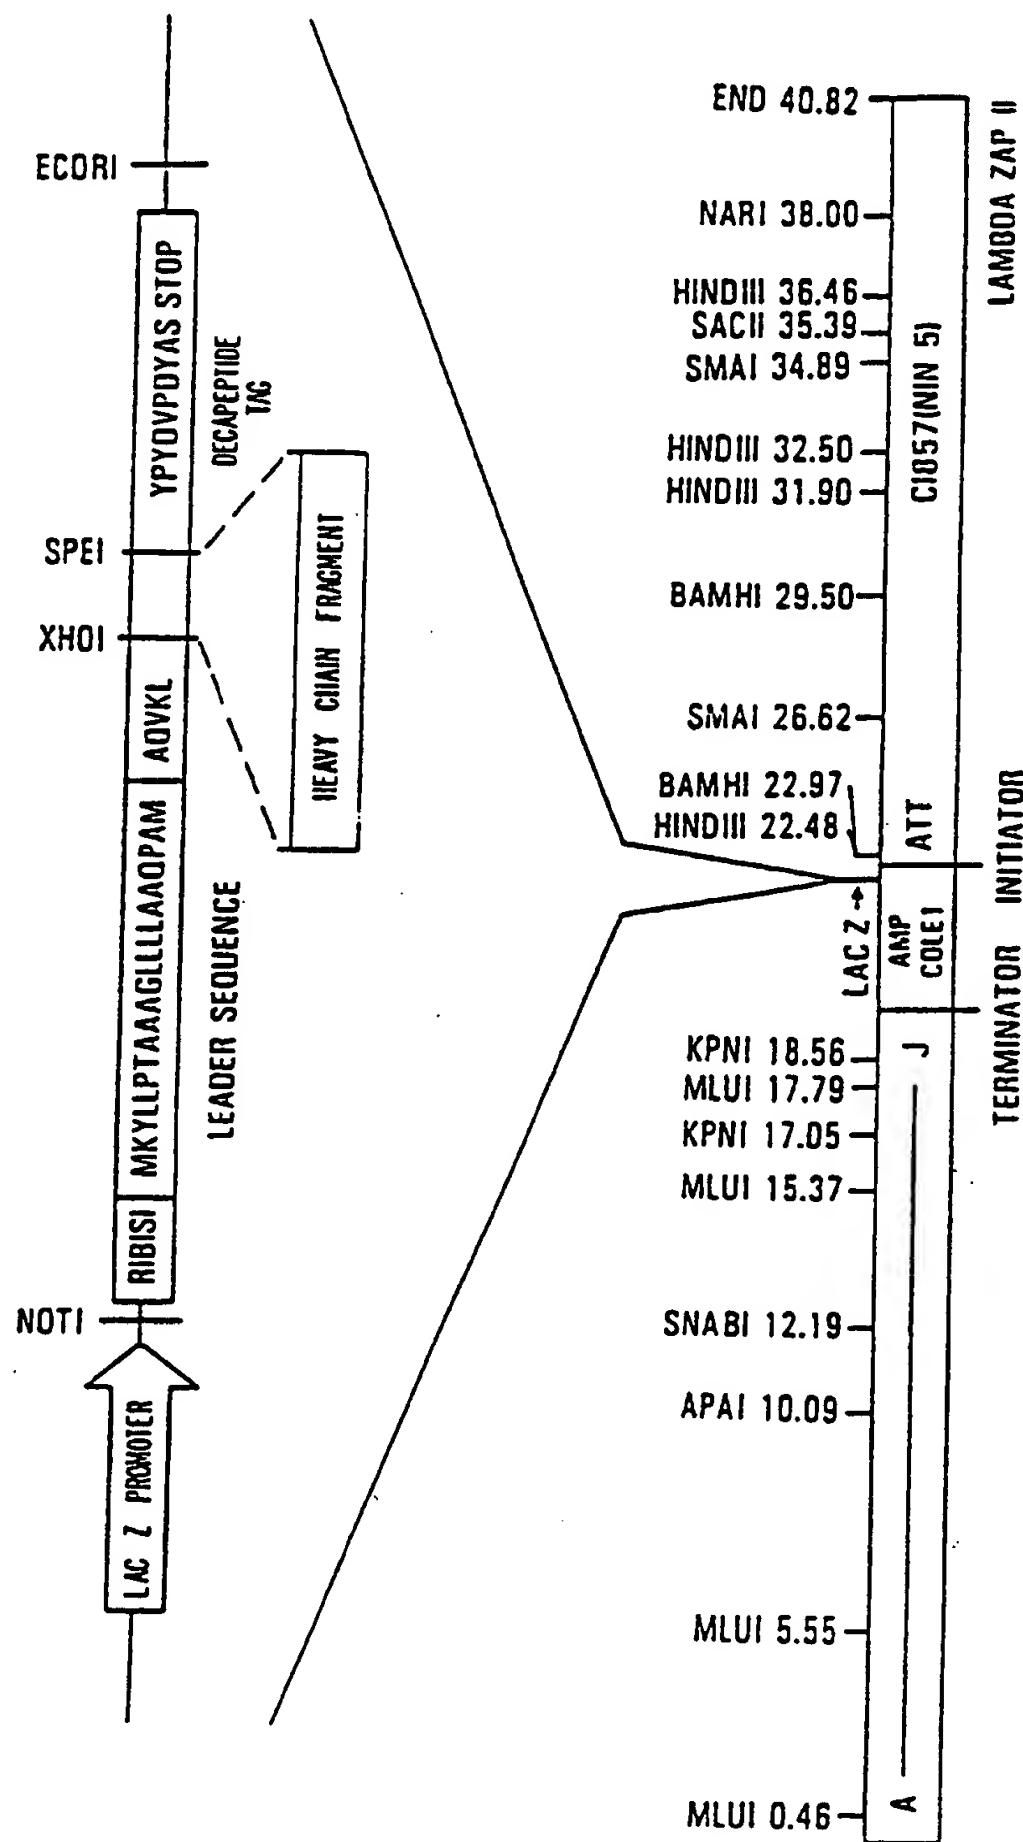 ECORI
YPYDVPDYAS STOP
DECAPEPTIDE
TAG
SPEI
XHOI
AQVKL
HEAVY CHAIN FRAGMENT
MKYLLPTAAAGLLLLAAQPAM
LEADER SEQUENCE
RIBISI
NOTI
LAC Z PROMOTER
END 40.82
NARI 38.00
HINDIII 36.46
SACII 35.39
SMAI 34.89
HINDIII 32.50
HINDIII 31.90
BAMHI 29.50
SMAI 26.62
BAMHI 22.97
HINDIII 22.48
LAC Z →
KPNI 18.56
MLUI 17.79
KPNI 17.05
MLUI 15.37
SNABI 12.19
APAI 10.09
MLUI 5.55
MLUI 0.46
CI857(NIN 5)
ATT
AMP
COLE1
J
A
LAMBDA ZAP II
INITIATOR
TERMINATOR